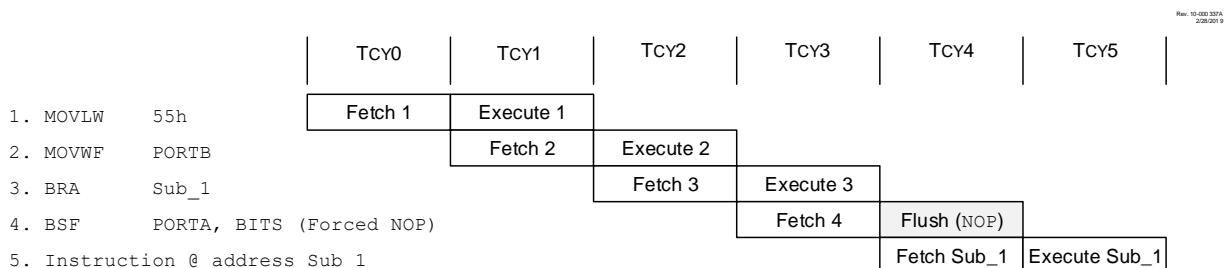 Rev. 10-000 337A
2/28/201 9
TCY0 TCY1 TCY2 TCY3 TCY4 TCY5
1. MOVLW 55h Fetch 1 Execute 1
2. MOVWF PORTB Fetch 2 Execute 2
3. BRA Sub_1 Fetch 3 Execute 3
4. BSF PORTA, BITS (Forced NOP) Fetch 4 Flush (NOP)
5. Instruction @ address Sub 1 Fetch Sub_1 Execute Sub_1